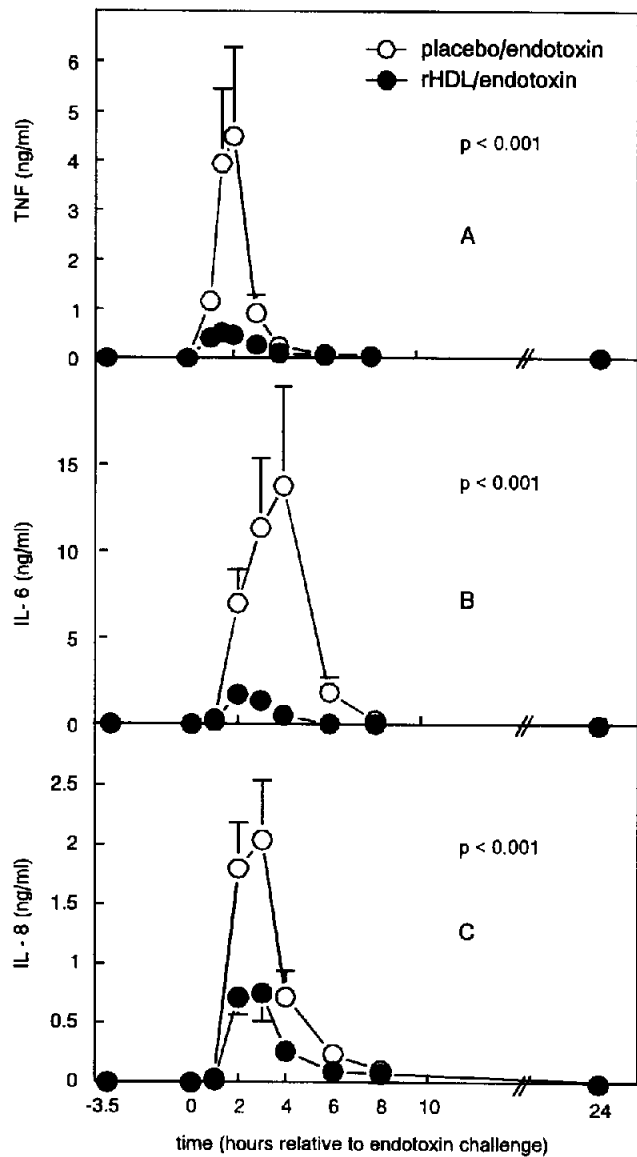 placebo/endotoxin
rHDL/endotoxin
TNF (ng/ml)
6
5
4
3
2
1
0
p < 0.001
A
IL- 6 (ng/ml)
15
10
5
0
p < 0.001
B
IL - 8 (ng/ml)
2.5
2
1.5
1
0.5
0
p < 0.001
C
-3.5 0 2 4 6 8 10 24
time (hours relative to endotoxin challenge)